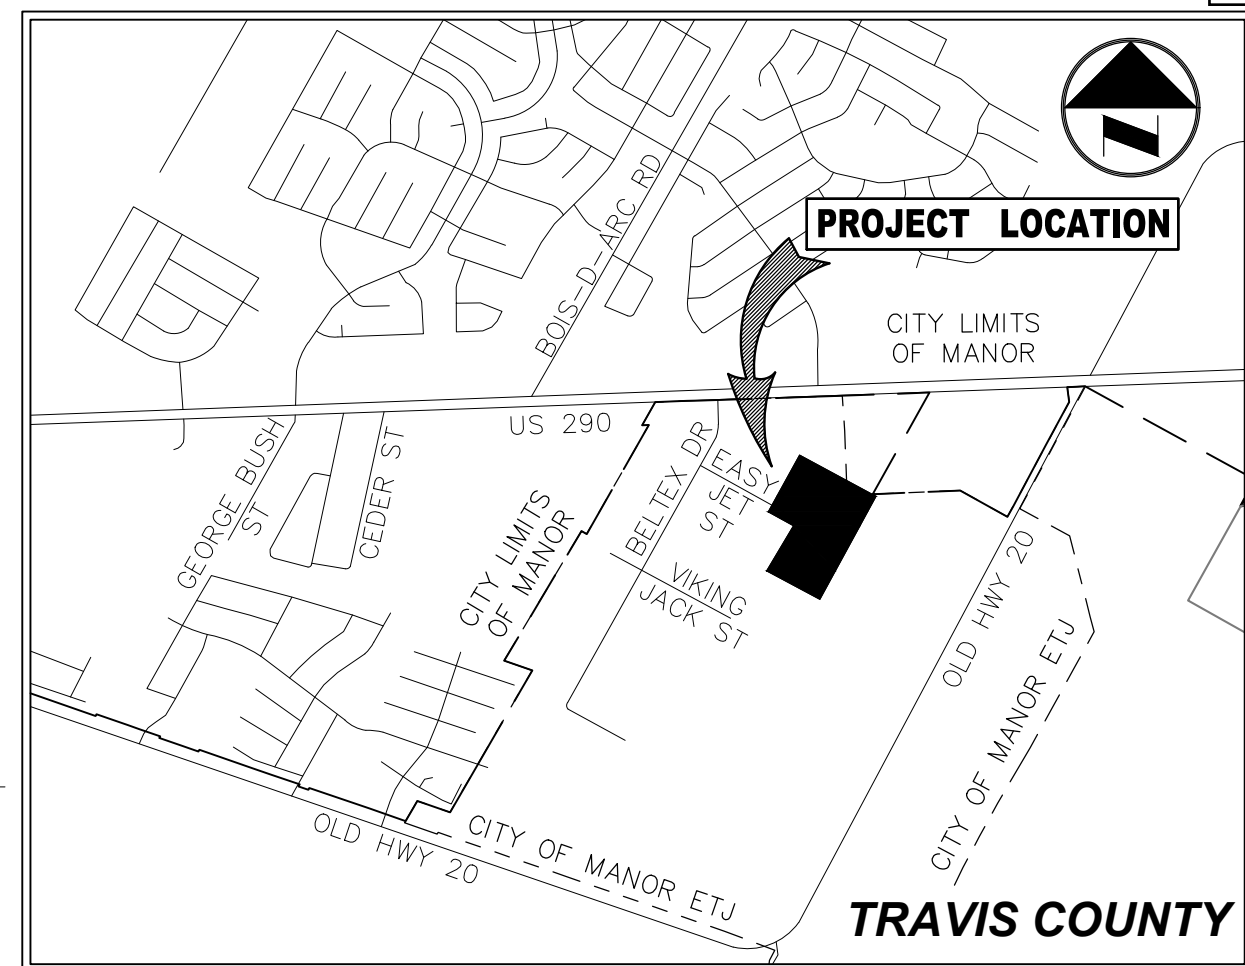 PROJECT LOCATION
BOIS-D-ARC RD
CITY LIMITS
OF MANOR
US 290
GEORGE BUSH
ST
CEDER ST
BELTEX DR
EASY
JET
ST
CITY LIMITS
OF MANOR
VIKING
JACK ST
OLD HWY 20
CITY OF MANOR ETJ
OLD HWY 20
CITY OF MANOR ETJ
TRAVIS COUNTY
N